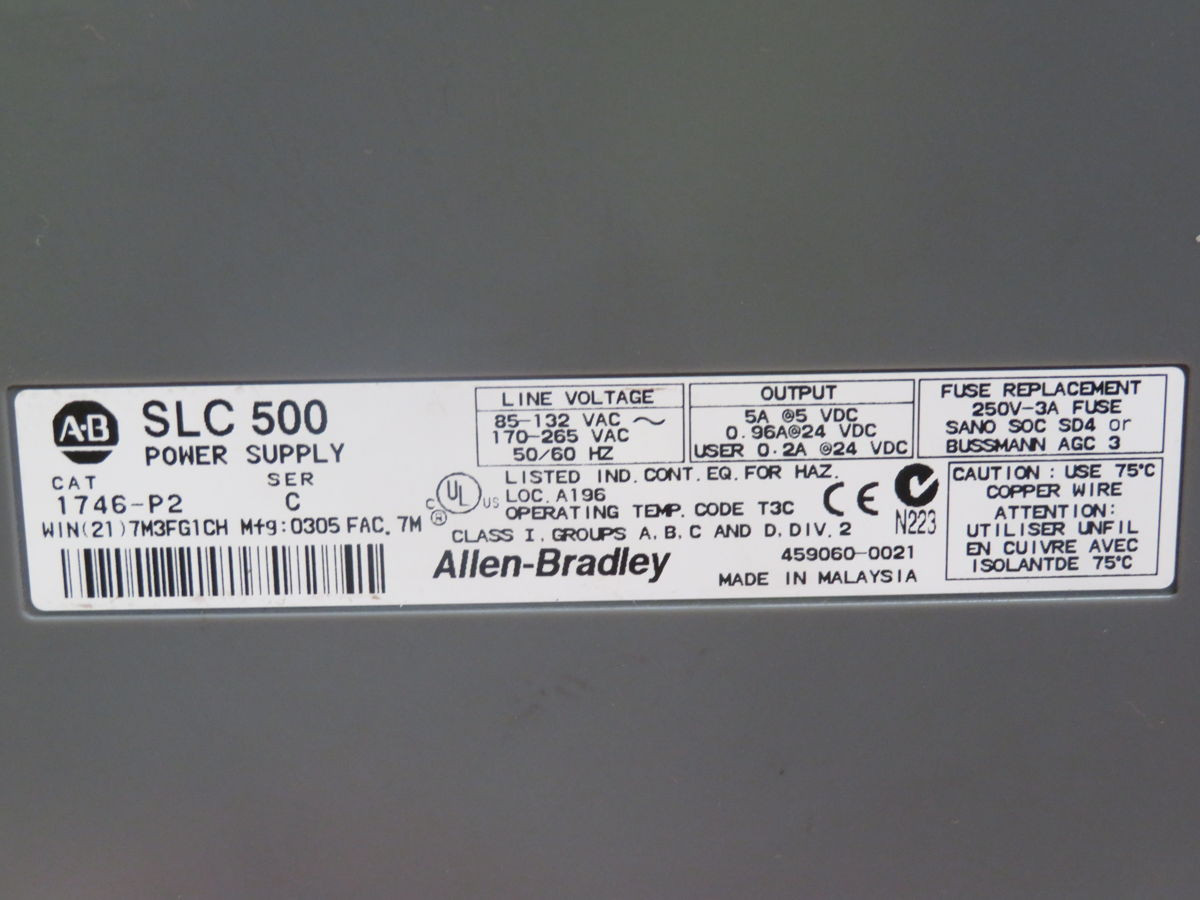 A-B
SLC 500
POWER SUPPLY
CAT SER
1746-P2 C
WIN(21)7M3FG1CH Mfg:0305 FAC. 7M
LINE VOLTAGE
85-132 VAC ~
170-265 VAC
50/60 HZ
OUTPUT
5A @5 VDC
0.96A@24 VDC
USER 0.2A @24 VDC
FUSE REPLACEMENT
250V-3A FUSE
SANO SOC SD4 or
BUSSMANN AGC 3
C UL US
®
LISTED IND. CONT. EQ. FOR HAZ.
LOC. A196
OPERATING TEMP. CODE T3C
CLASS I, GROUPS A, B, C AND D, DIV. 2
CE
N223
Allen-Bradley
459060-0021
MADE IN MALAYSIA
CAUTION : USE 75°C
COPPER WIRE
ATTENTION:
UTILISER UNFIL
EN CUIVRE AVEC
ISOLANTDE 75°C